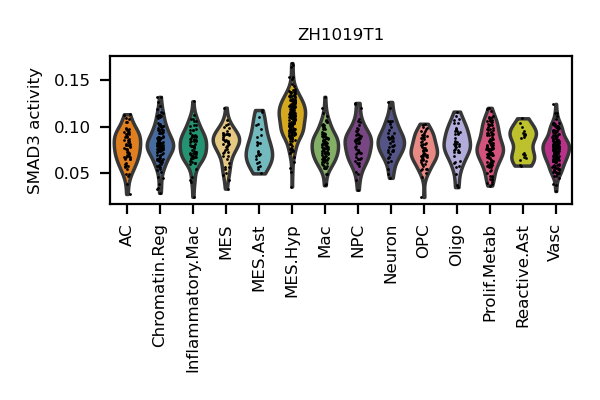 ZH1019T1
SMAD3 activity
0.15
0.10
0.05
AC
Chromatin.Reg
Inflammatory.Mac
MES
MES.Ast
MES.Hyp
Mac
NPC
Neuron
OPC
Oligo
Prolif.Metab
Reactive.Ast
Vasc